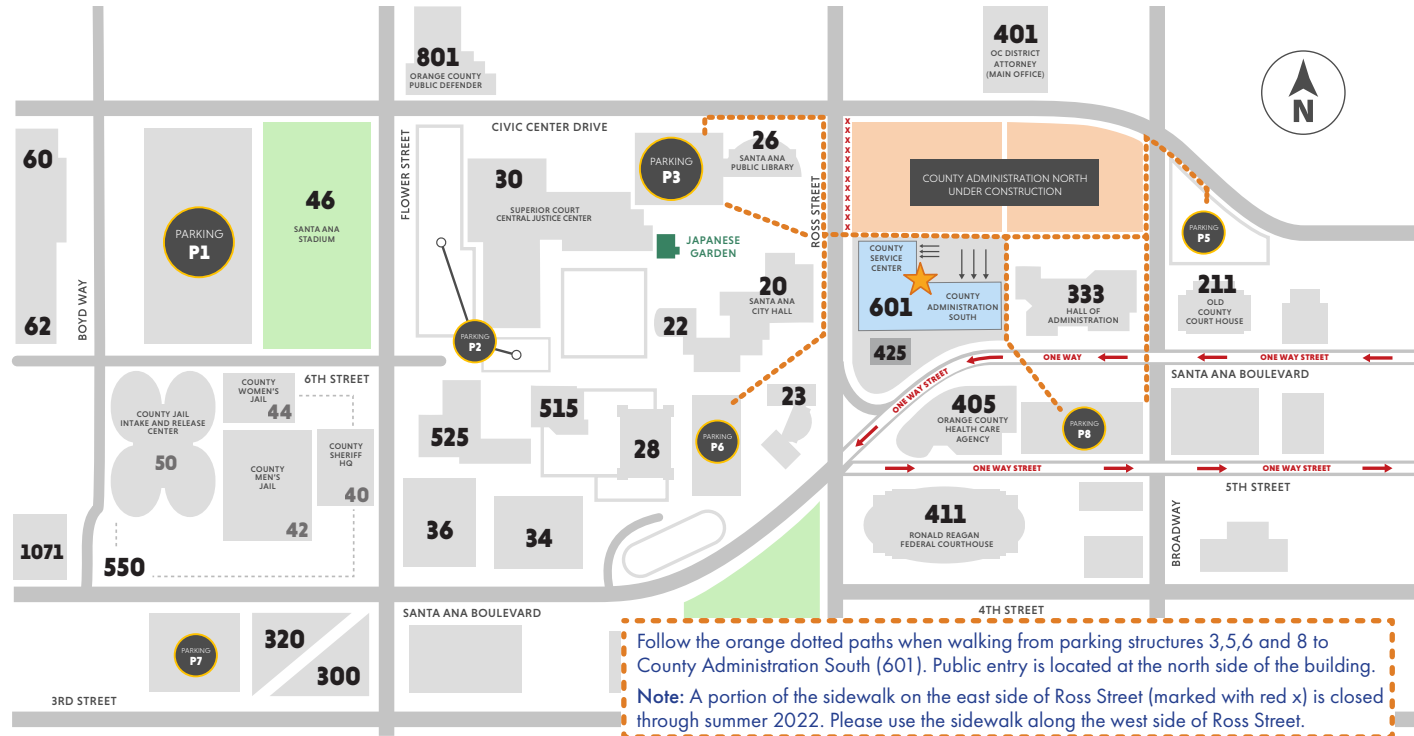 801
ORANGE COUNTY
PUBLIC DEFENDER
401
OC DISTRICT
ATTORNEY
(MAIN OFFICE)
N
CIVIC CENTER DRIVE
FLOWER STREET
BOYD WAY
ROSS STREET
60
62
PARKING
P1
46
SANTA ANA
STADIUM
30
SUPERIOR COURT
CENTRAL JUSTICE CENTER
PARKING
P3
26
SANTA ANA
PUBLIC LIBRARY
x x x x x x x x x x x x x
COUNTY ADMINISTRATION NORTH
UNDER CONSTRUCTION
PARKING
P5
JAPANESE
GARDEN
COUNTY
SERVICE
CENTER
601
COUNTY
ADMINISTRATION
SOUTH
20
SANTA ANA
CITY HALL
22
333
HALL OF
ADMINISTRATION
211
OLD
COUNTY
COURT HOUSE
PARKING
P2
425
ONE WAY
ONE WAY STREET
SANTA ANA BOULEVARD
ONE WAY STREET
6TH STREET
COUNTY
WOMEN'S
JAIL
44
COUNTY JAIL
INTAKE AND RELEASE
CENTER
50
COUNTY
MEN'S
JAIL
42
COUNTY
SHERIFF
HQ
40
525
515
28
PARKING
P6
23
405
ORANGE COUNTY
HEALTH CARE
AGENCY
PARKING
P8
ONE WAY STREET
ONE WAY STREET
5TH STREET
BROADWAY
36
34
411
RONALD REAGAN
FEDERAL COURTHOUSE
1071
550
SANTA ANA BOULEVARD
4TH STREET
PARKING
P7
320
300
3RD STREET
Follow the orange dotted paths when walking from parking structures 3,5,6 and 8 to
County Administration South (601). Public entry is located at the north side of the building.
Note: A portion of the sidewalk on the east side of Ross Street (marked with red x) is closed
through summer 2022. Please use the sidewalk along the west side of Ross Street.